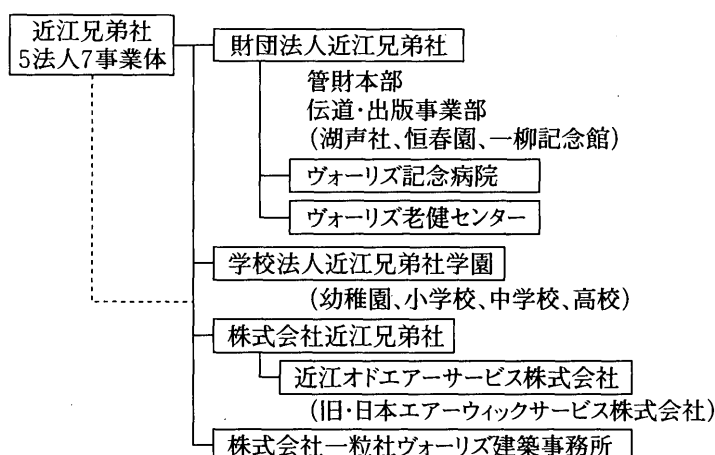 近江兄弟社
5法人7事業体
財団法人近江兄弟社
管財本部
伝道・出版事業部
(湖声社、恒春園、一柳記念館)
ヴォーリズ記念病院
ヴォーリズ老健センター
学校法人近江兄弟社学園
(幼稚園、小学校、中学校、高校)
株式会社近江兄弟社
近江オドエアーサービス株式会社
(旧・日本エアーウィックサービス株式会社)
株式会社一粒社ヴォーリズ建築事務所